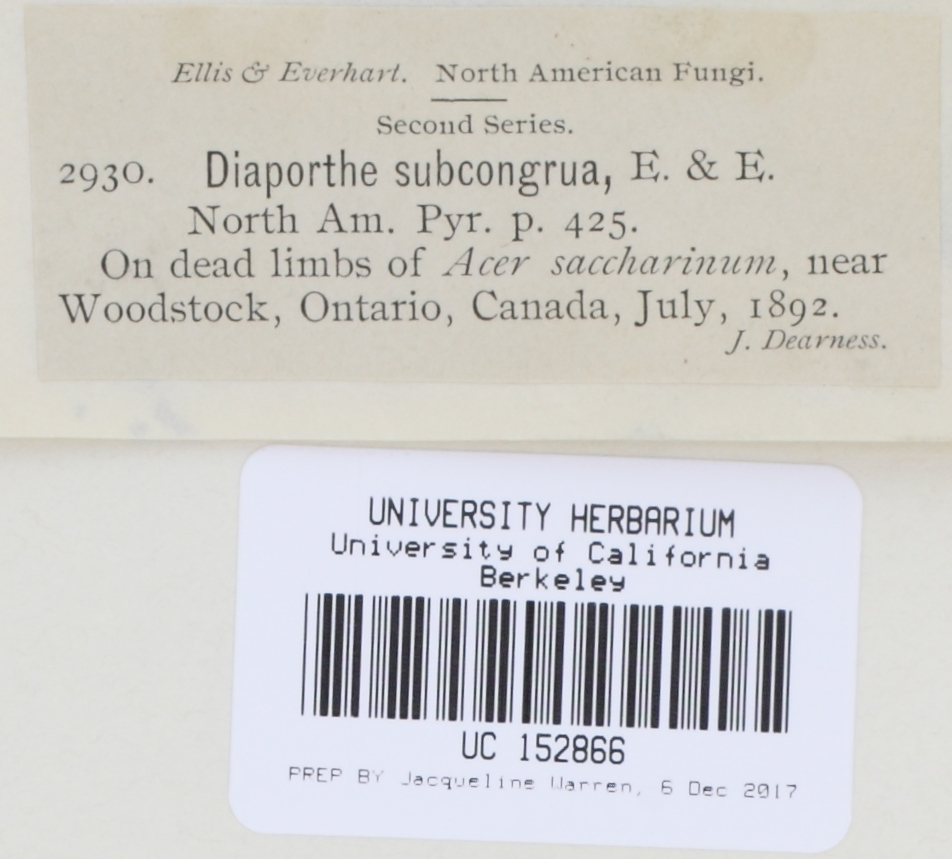 Ellis & Everhart. North American Fungi.
Second Series.
2930. Diaporthe subcongrua, E. & E.
North Am. Pyr. p. 425.
On dead limbs of Acer saccharinum, near
Woodstock, Ontario, Canada, July, 1892.
J. Dearness.
UNIVERSITY HERBARIUM
University of California
Berkeley
UC 152866
PREP BY Jacqueline Warren, 6 Dec 2017